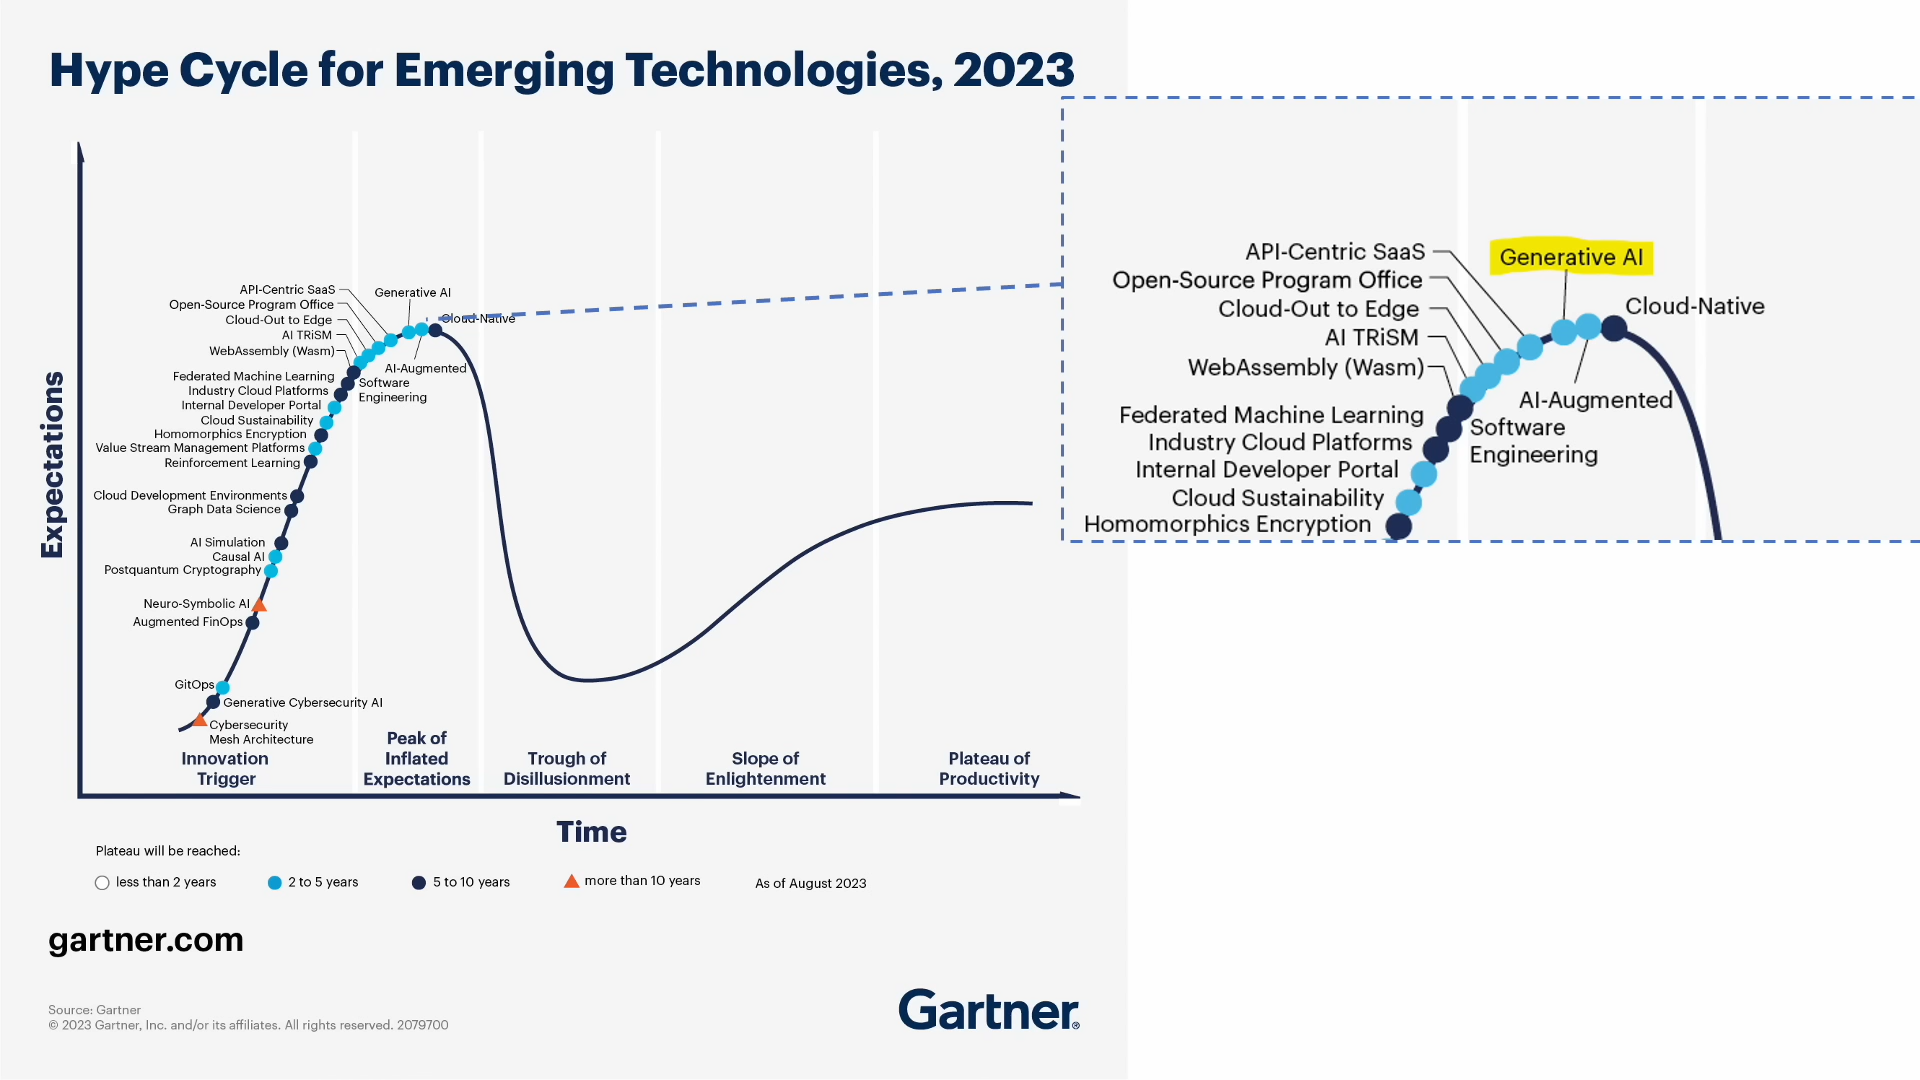 Hype Cycle for Emerging Technologies, 2023
Expectations
API-Centric SaaS
Open-Source Program Office
Cloud-Out to Edge
AI TRiSM
WebAssembly (Wasm)
Federated Machine Learning
Industry Cloud Platforms
Internal Developer Portal
Cloud Sustainability
Homomorphics Encryption
Value Stream Management Platforms
Reinforcement Learning
Cloud Development Environments
Graph Data Science
AI Simulation
Causal AI
Postquantum Cryptography
Neuro-Symbolic AI
Augmented FinOps
GitOps
Generative Cybersecurity AI
Cybersecurity
Mesh Architecture
Generative AI
Cloud-Native
AI-Augmented
Software
Engineering
Innovation
Trigger
Peak of
Inflated
Expectations
Trough of
Disillusionment
Slope of
Enlightenment
Plateau of
Productivity
Time
Plateau will be reached:
less than 2 years
2 to 5 years
5 to 10 years
more than 10 years
As of August 2023
gartner.com
Source: Gartner
© 2023 Gartner, Inc. and/or its affiliates. All rights reserved. 2079700
Gartner®
API-Centric SaaS
Open-Source Program Office
Cloud-Out to Edge
AI TRiSM
WebAssembly (Wasm)
Federated Machine Learning
Industry Cloud Platforms
Internal Developer Portal
Cloud Sustainability
Homomorphics Encryption
Generative AI
Cloud-Native
AI-Augmented
Software
Engineering